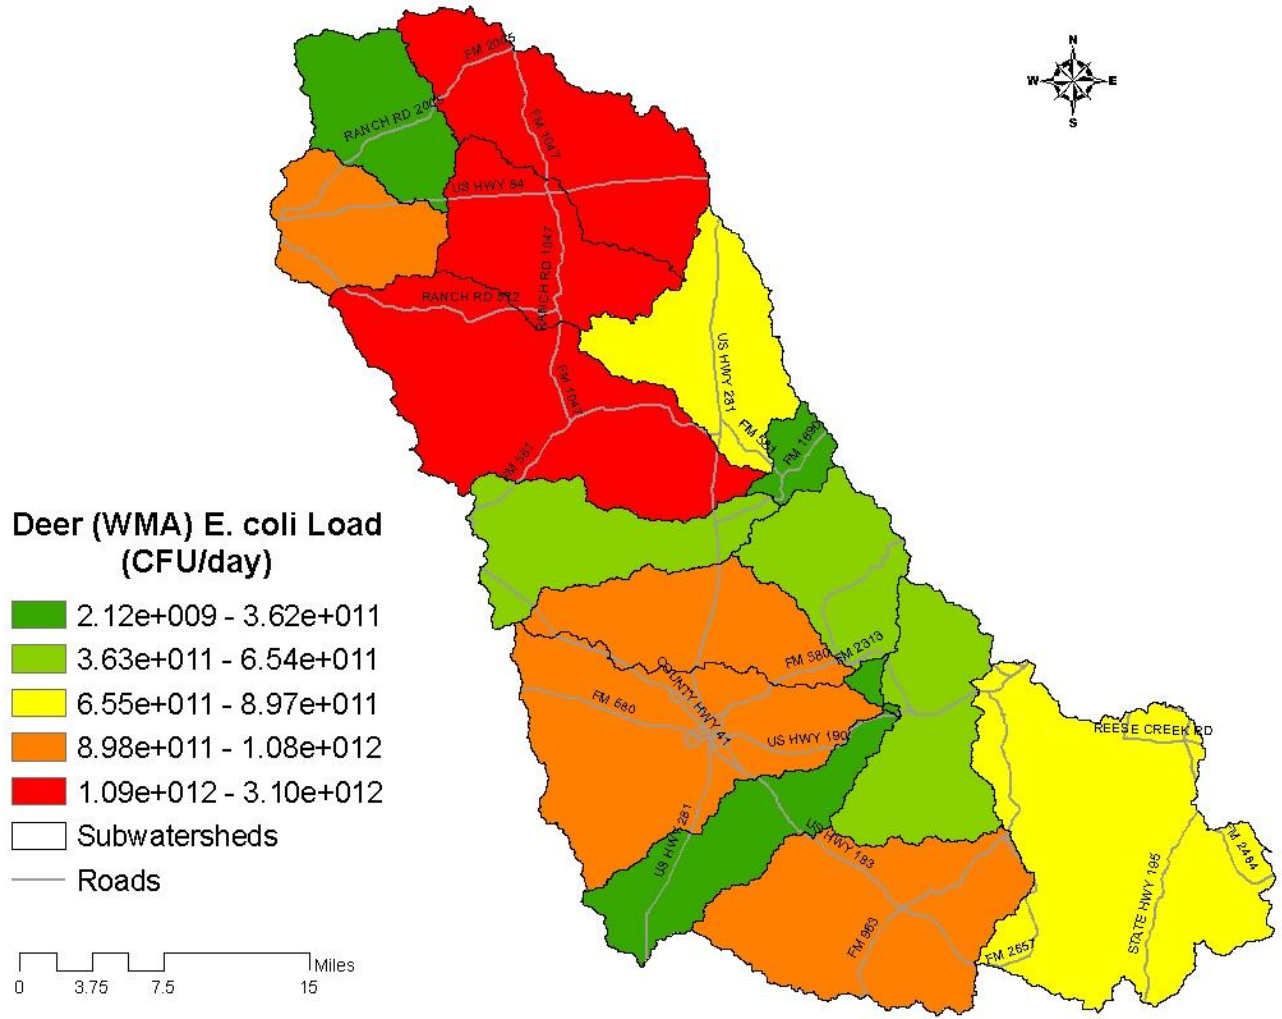 N
W E
S
FM 2005
RANCH RD 2005
FM 1047
US HWY 84
RANCH RD 1047
RANCH RD 572
US HWY 281
FM 1047
FM 581
FM 1690
FM 581
Deer (WMA) E. coli Load
(CFU/day)
2.12e+009 - 3.62e+011
3.63e+011 - 6.54e+011
6.55e+011 - 8.97e+011
8.98e+011 - 1.08e+012
1.09e+012 - 3.10e+012
Subwatersheds
Roads
FM 2313
FM 580
COUNTY HWY 41
FM 580
US HWY 190
REESE CREEK RD
US HWY 281
US HWY 183
FM 2484
STATE HWY 195
FM 963
FM 2657
Miles
0 3.75 7.5 15